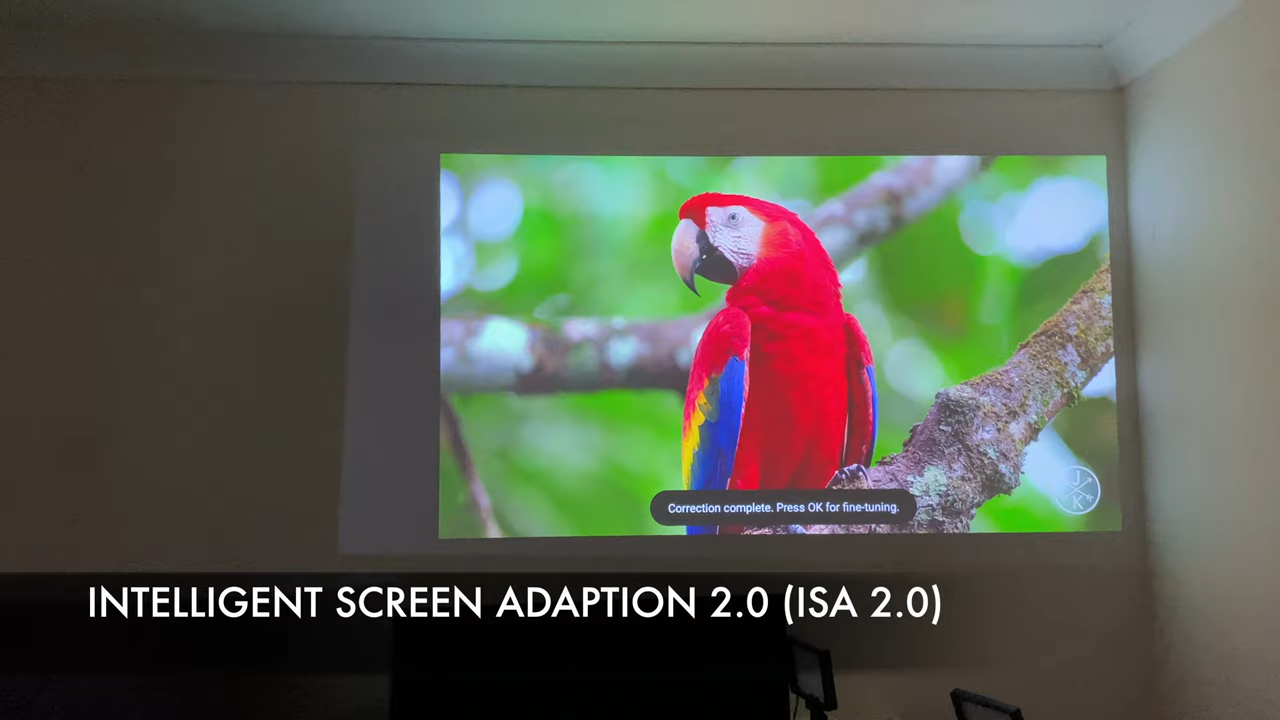 J
K
Correction complete. Press OK for fine-tuning.
INTELLIGENT SCREEN ADAPTION 2.0 (ISA 2.0)